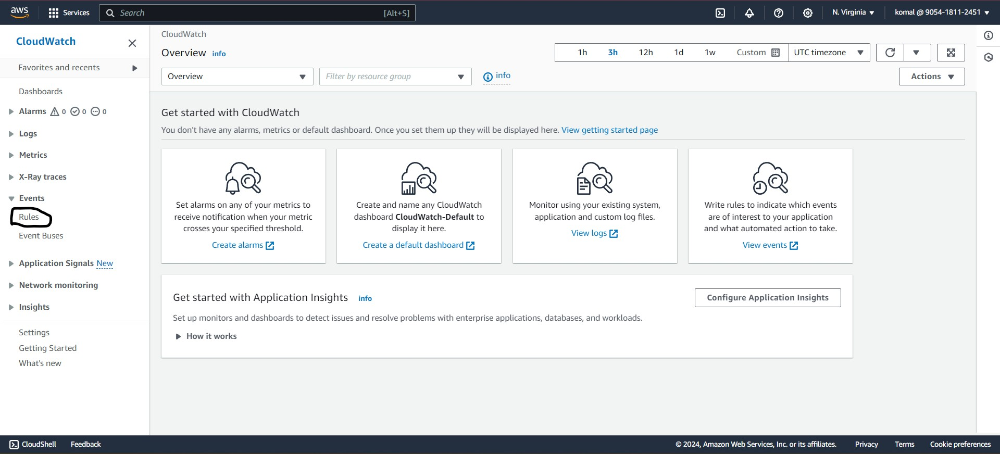 aws
Services
Search
[Alt+S]
N. Virginia
komal @ 9054-1811-2451
CloudWatch
Favorites and recents
Dashboards
Alarms 0 0 0
Logs
Metrics
X-Ray traces
Events
Rules
Event Buses
Application Signals New
Network monitoring
Insights
Settings
Getting Started
What's new
CloudWatch
Overview info
1h 3h 12h 1d 1w Custom UTC timezone
Overview
Filter by resource group
info
Actions
Get started with CloudWatch
You don't have any alarms, metrics or default dashboard. Once you set them up they will be displayed here. View getting started page
Set alarms on any of your metrics to
receive notification when your metric
crosses your specified threshold.
Create alarms
Create and name any CloudWatch
dashboard CloudWatch-Default to
display it here.
Create a default dashboard
Monitor using your existing system,
application and custom log files.
View logs
Write rules to indicate which events
are of interest to your application
and what automated action to take.
View events
Get started with Application Insights info
Configure Application Insights
Set up monitors and dashboards to detect issues and resolve problems with enterprise applications, databases, and workloads.
How it works
CloudShell
Feedback
© 2024, Amazon Web Services, Inc. or its affiliates.
Privacy
Terms
Cookie preferences